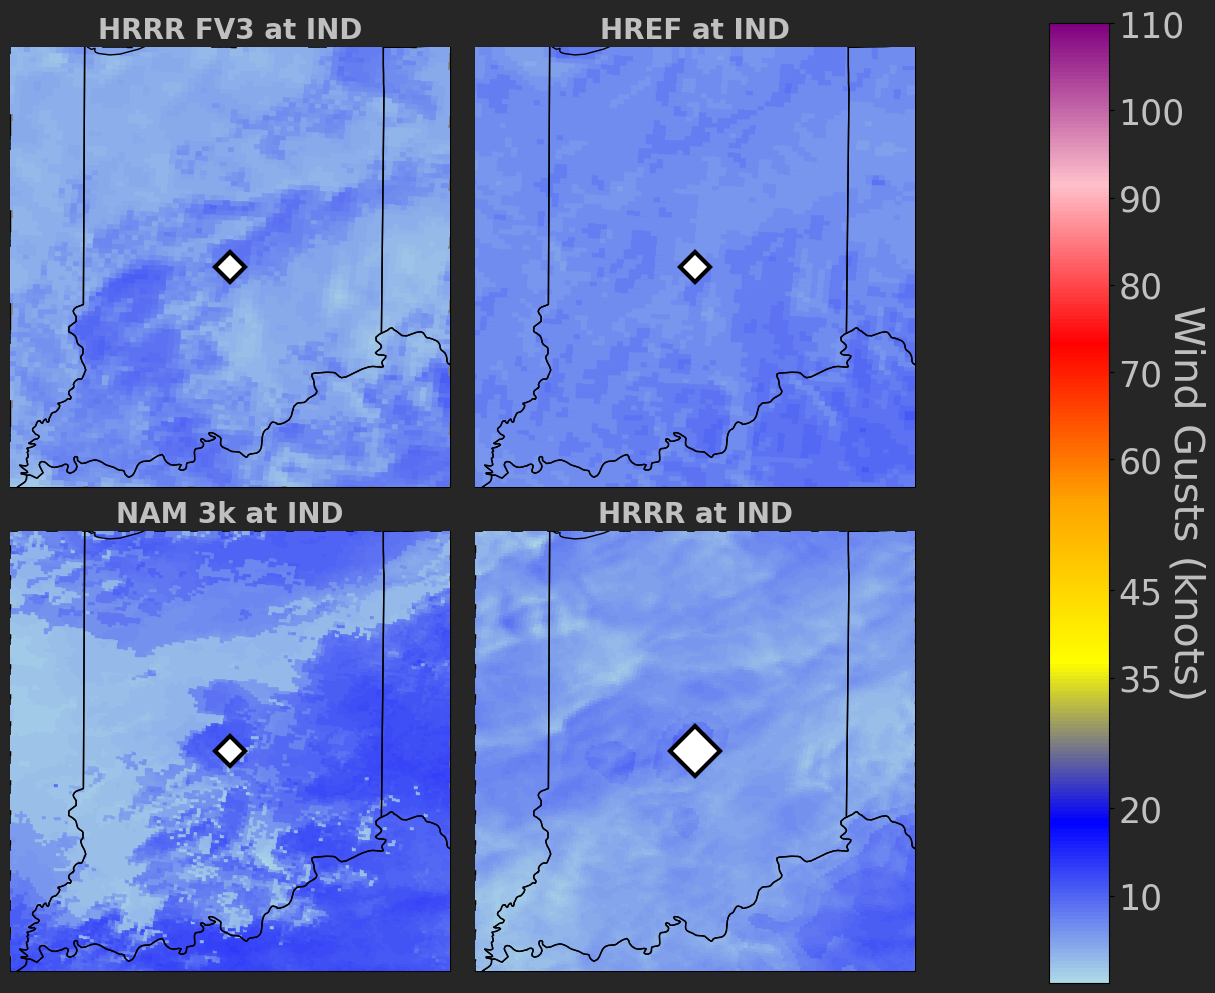 HRRR FV3 at IND
HREF at IND
NAM 3k at IND
HRRR at IND
110
100
90
80
70
60
45
35
20
10
Wind Gusts (knots)